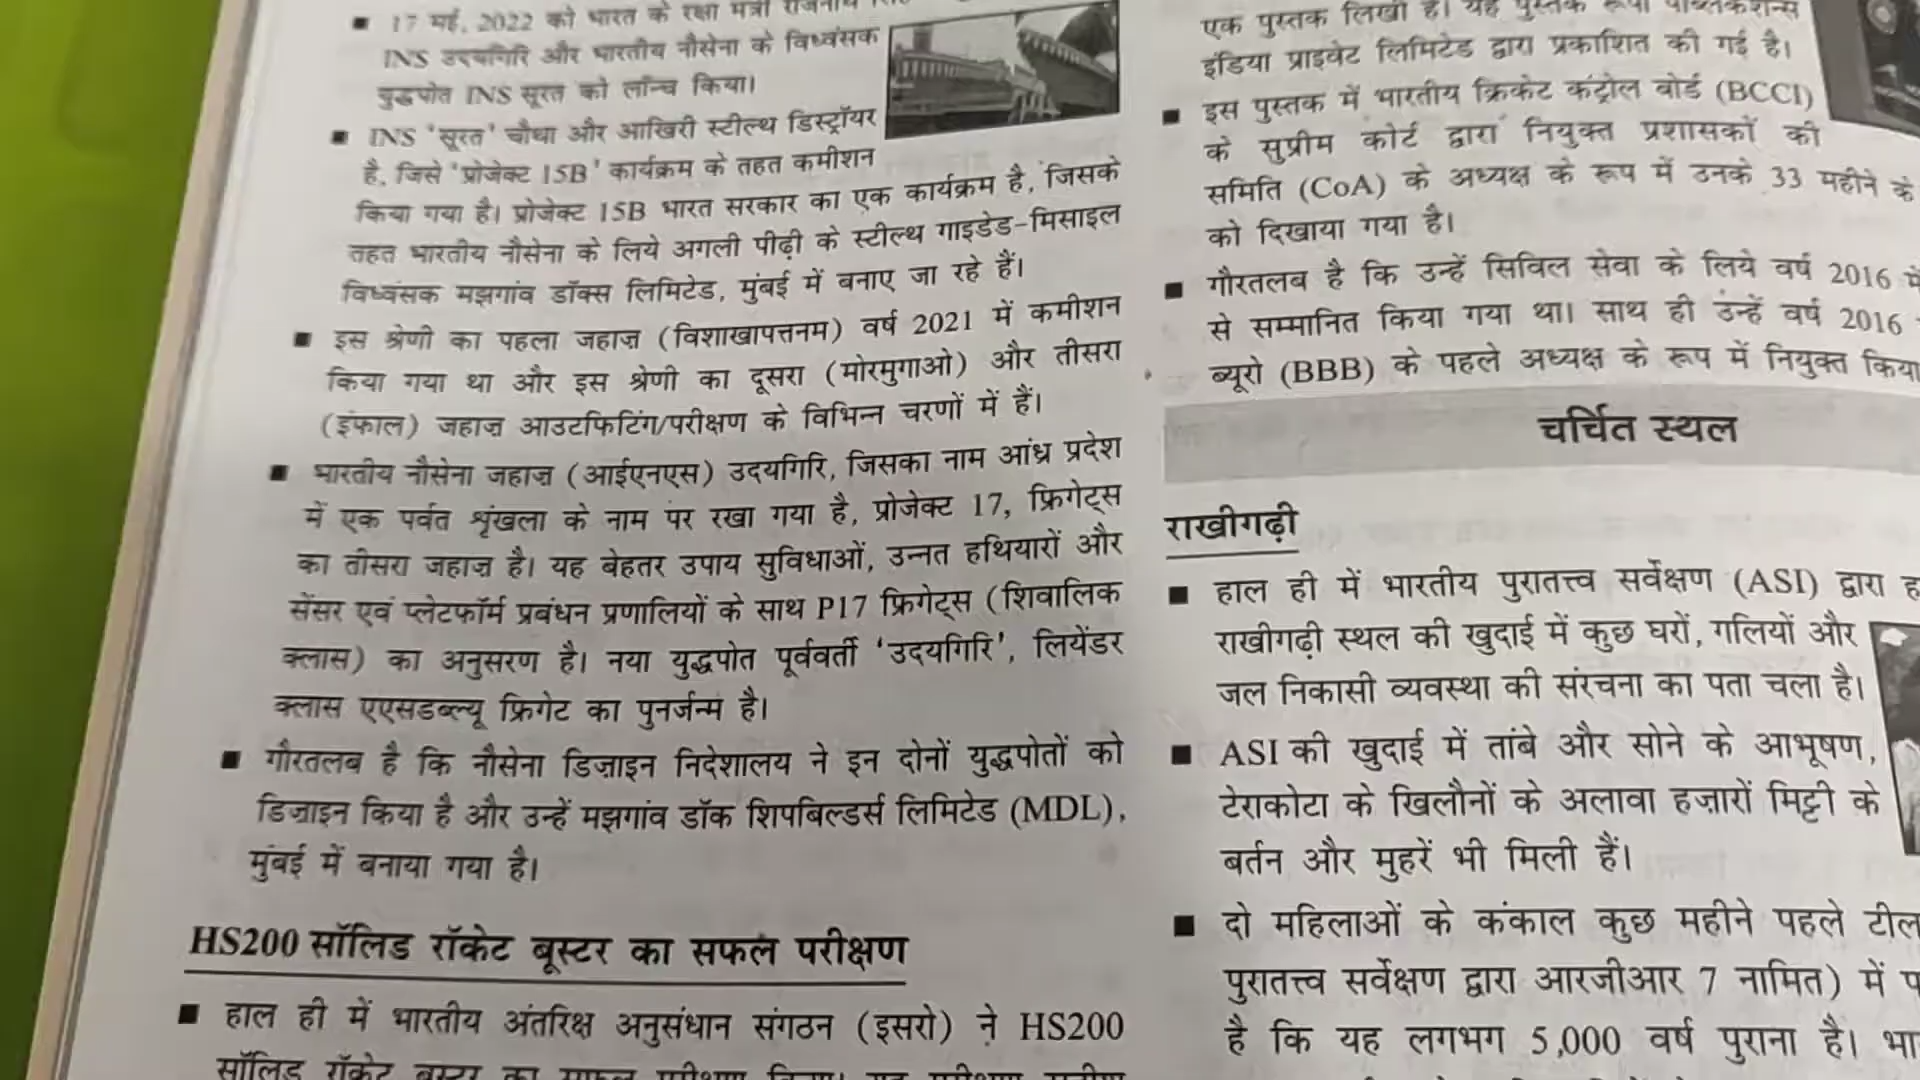 17 मई, 2022 को भारत के रक्षा मंत्री राजनाथ
INS उदयगिरि और भारतीय नौसेना के विध्वंसक
युद्धपोत INS सूरत को लॉन्च किया।
■ INS 'सूरत' चौथा और आखिरी स्टील्थ डिस्ट्रॉयर
है, जिसे 'प्रोजेक्ट 15B' कार्यक्रम के तहत कमीशन
किया गया है। प्रोजेक्ट 15B भारत सरकार का एक कार्यक्रम है, जिसके
तहत भारतीय नौसेना के लिये अगली पीढ़ी के स्टील्थ गाइडेड-मिसाइल
विध्वंसक मझगांव डॉक्स लिमिटेड, मुंबई में बनाए जा रहे हैं।
■ इस श्रेणी का पहला जहाज़ (विशाखापत्तनम) वर्ष 2021 में कमीशन
किया गया था और इस श्रेणी का दूसरा (मोरमुगाओ) और तीसरा
(इंफाल) जहाज़ आउटफिटिंग/परीक्षण के विभिन्न चरणों में हैं।
■ भारतीय नौसेना जहाज़ (आईएनएस) उदयगिरि, जिसका नाम आंध्र प्रदेश
में एक पर्वत शृंखला के नाम पर रखा गया है, प्रोजेक्ट 17, फ्रिगेट्स
का तीसरा जहाज़ है। यह बेहतर उपाय सुविधाओं, उन्नत हथियारों और
सेंसर एवं प्लेटफॉर्म प्रबंधन प्रणालियों के साथ P17 फ्रिगेट्स (शिवालिक
क्लास) का अनुसरण है। नया युद्धपोत पूर्ववर्ती 'उदयगिरि', लियेंडर
क्लास एएसडब्ल्यू फ्रिगेट का पुनर्जन्म है।
■ गौरतलब है कि नौसेना डिज़ाइन निदेशालय ने इन दोनों युद्धपोतों को
डिज़ाइन किया है और उन्हें मझगांव डॉक शिपबिल्डर्स लिमिटेड (MDL),
मुंबई में बनाया गया है।
HS200 सॉलिड रॉकेट बूस्टर का सफल परीक्षण
■ हाल ही में भारतीय अंतरिक्ष अनुसंधान संगठन (इसरो) ने HS200
सॉलिड रॉकेट बूस्टर का सफल परीक्षण किया। यह परीक्षण
एक पुस्तक लिखी है। यह पुस्तक रूपा पब्लिकेशन्स
इंडिया प्राइवेट लिमिटेड द्वारा प्रकाशित की गई है।
■ इस पुस्तक में भारतीय क्रिकेट कंट्रोल बोर्ड (BCCI)
के सुप्रीम कोर्ट द्वारा नियुक्त प्रशासकों की
समिति (CoA) के अध्यक्ष के रूप में उनके 33 महीने के
को दिखाया गया है।
■ गौरतलब है कि उन्हें सिविल सेवा के लिये वर्ष 2016 में
से सम्मानित किया गया था। साथ ही उन्हें वर्ष 2016
ब्यूरो (BBB) के पहले अध्यक्ष के रूप में नियुक्त किया
चर्चित स्थल
राखीगढ़ी
■ हाल ही में भारतीय पुरातत्त्व सर्वेक्षण (ASI) द्वारा
राखीगढ़ी स्थल की खुदाई में कुछ घरों, गलियों और
जल निकासी व्यवस्था की संरचना का पता चला है।
■ ASI की खुदाई में तांबे और सोने के आभूषण,
टेराकोटा के खिलौनों के अलावा हज़ारों मिट्टी के
बर्तन और मुहरें भी मिली हैं।
■ दो महिलाओं के कंकाल कुछ महीने पहले
पुरातत्त्व सर्वेक्षण द्वारा आरजीआर 7 नामित) में
है कि यह लगभग 5,000 वर्ष पुराना है।